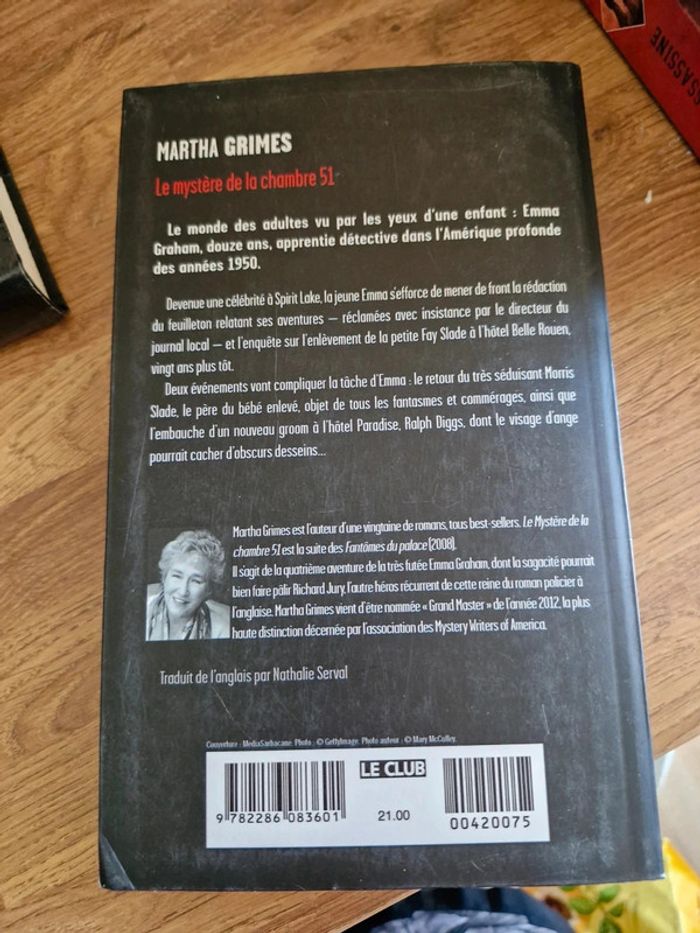 ASSASSINE
MARTHA GRIMES
Le mystère de la chambre 51
Le monde des adultes vu par les yeux d'une enfant : Emma
Graham, douze ans, apprentie détective dans l'Amérique profonde
des années 1950.
Devenue une célébrité à Spirit Lake, la jeune Emma s'efforce de mener de front la rédaction
du feuilleton relatant ses aventures – réclamées avec insistance par le directeur du
journal local – et l'enquête sur l'enlèvement de la petite Fay Slade à l'hôtel Belle Rouen,
vingt ans plus tôt.
Deux événements vont compliquer la tâche d'Emma : le retour du très séduisant Morris
Slade, le père du bébé enlevé, objet de tous les fantasmes et commérages, ainsi que
l'embauche d'un nouveau groom à l'hôtel Paradise, Ralph Diggs, dont le visage d'ange
pourrait cacher d'obscurs desseins...
Martha Grimes est l'auteur d'une vingtaine de romans, tous best-sellers. Le Mystère de la
chambre 51 est la suite des Fantômes du palace (2008).
Il s'agit de la quatrième aventure de la très futée Emma Graham, dont la sagacité pourrait
bien faire pâlir Richard Jury, l'autre héros récurrent de cette reine du roman policier à
l'anglaise. Martha Grimes vient d'être nommée « Grand Master » de l'année 2012, la plus
haute distinction décernée par l'association des Mystery Writers of America.
Traduit de l'anglais par Nathalie Serval
Couverture : MediaSarbacane. Photo : © GettyImage. Photo auteur : © Mary McCulley.
LE CLUB
9 782286 083601
21.00
00420075